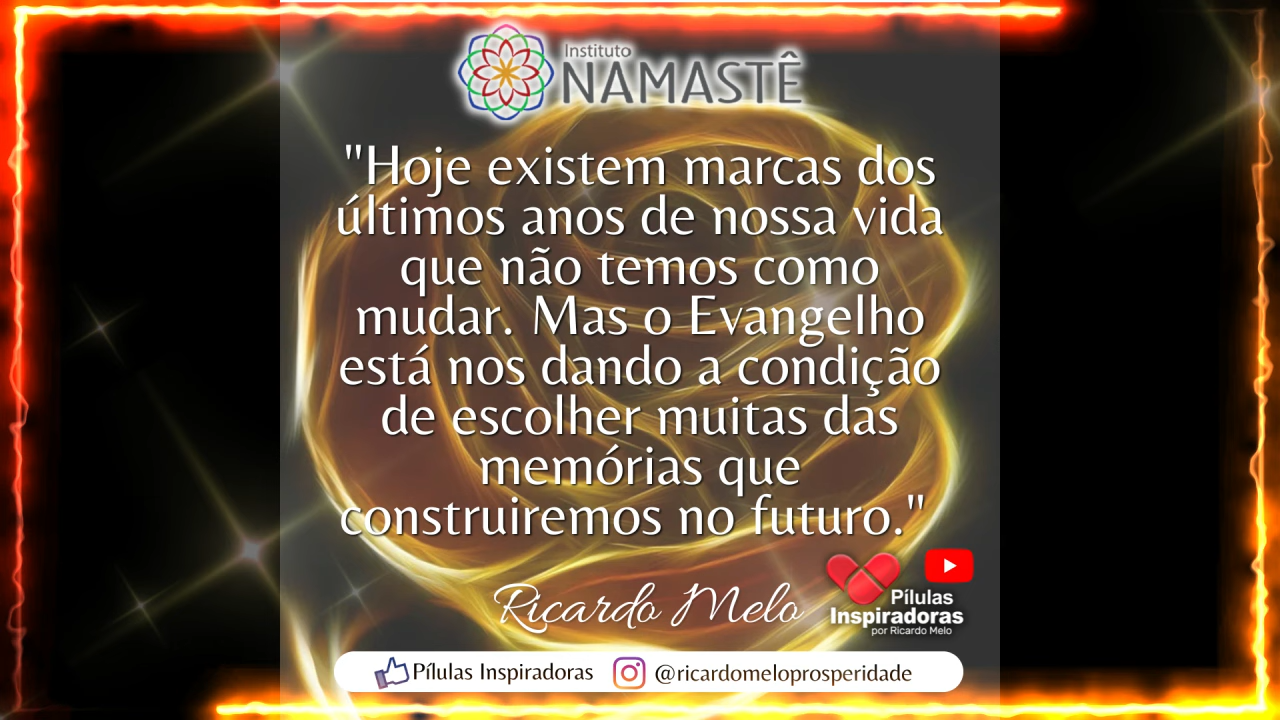 Instituto
NAMASTÊ
"Hoje existem marcas dos
últimos anos de nossa vida
que não temos como
mudar. Mas o Evangelho
está nos dando a condição
de escolher muitas das
memórias que
construiremos no futuro."
Ricardo Melo
Pílulas
Inspiradoras
por Ricardo Melo
Pílulas Inspiradoras @ricardomeloprosperidade